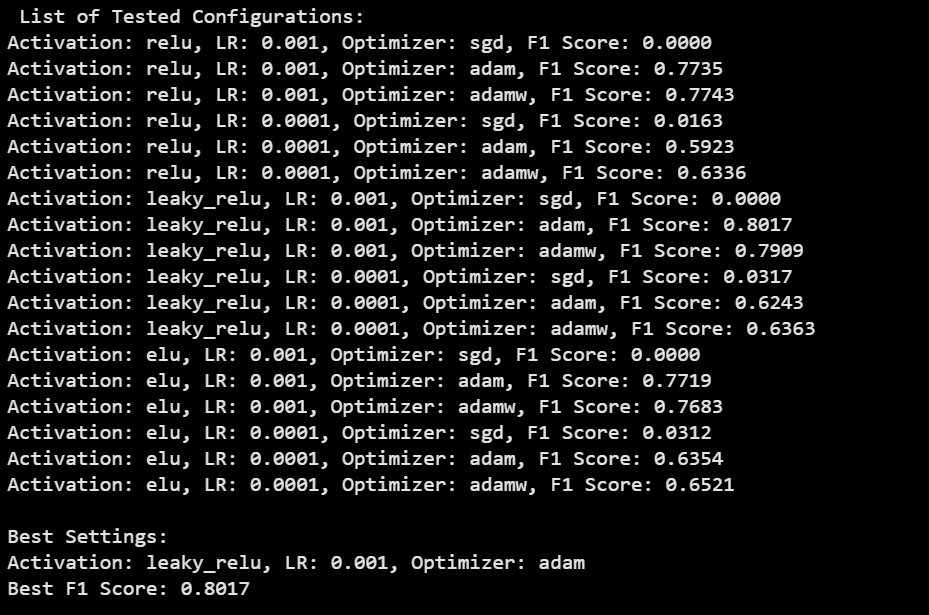 List of Tested Configurations:
Activation: relu, LR: 0.001, Optimizer: sgd, F1 Score: 0.0000
Activation: relu, LR: 0.001, Optimizer: adam, F1 Score: 0.7735
Activation: relu, LR: 0.001, Optimizer: adamw, F1 Score: 0.7743
Activation: relu, LR: 0.0001, Optimizer: sgd, F1 Score: 0.0163
Activation: relu, LR: 0.0001, Optimizer: adam, F1 Score: 0.5923
Activation: relu, LR: 0.0001, Optimizer: adamw, F1 Score: 0.6336
Activation: leaky_relu, LR: 0.001, Optimizer: sgd, F1 Score: 0.0000
Activation: leaky_relu, LR: 0.001, Optimizer: adam, F1 Score: 0.8017
Activation: leaky_relu, LR: 0.001, Optimizer: adamw, F1 Score: 0.7909
Activation: leaky_relu, LR: 0.0001, Optimizer: sgd, F1 Score: 0.0317
Activation: leaky_relu, LR: 0.0001, Optimizer: adam, F1 Score: 0.6243
Activation: leaky_relu, LR: 0.0001, Optimizer: adamw, F1 Score: 0.6363
Activation: elu, LR: 0.001, Optimizer: sgd, F1 Score: 0.0000
Activation: elu, LR: 0.001, Optimizer: adam, F1 Score: 0.7719
Activation: elu, LR: 0.001, Optimizer: adamw, F1 Score: 0.7683
Activation: elu, LR: 0.0001, Optimizer: sgd, F1 Score: 0.0312
Activation: elu, LR: 0.0001, Optimizer: adam, F1 Score: 0.6354
Activation: elu, LR: 0.0001, Optimizer: adamw, F1 Score: 0.6521
Best Settings:
Activation: leaky_relu, LR: 0.001, Optimizer: adam
Best F1 Score: 0.8017